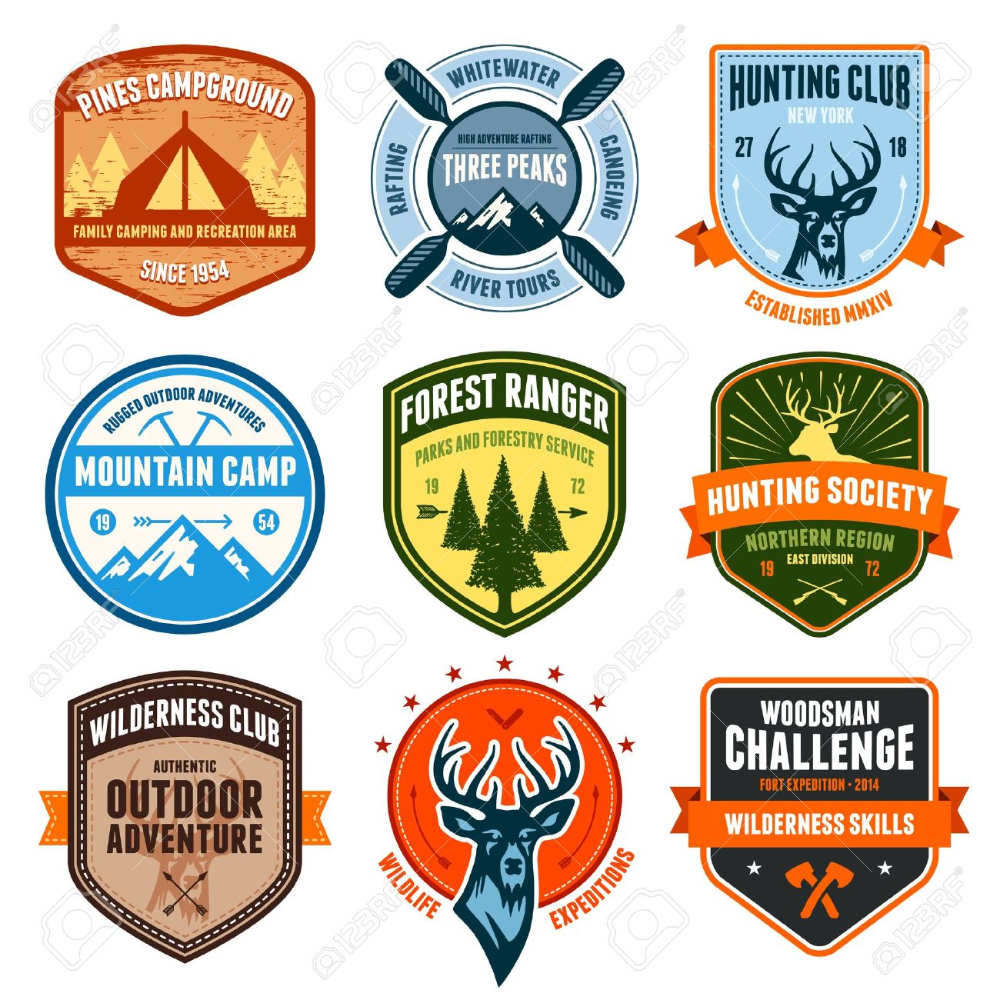 PINES CAMPGROUND
FAMILY CAMPING AND RECREATION AREA
SINCE 1954
WHITEWATER
RAFTING
CANOEING
HIGH ADVENTURE RAFTING
THREE PEAKS
RIVER TOURS
HUNTING CLUB
NEW YORK
27 18
ESTABLISHED MMXIV
RUGGED OUTDOOR ADVENTURES
MOUNTAIN CAMP
19 54
FOREST RANGER
PARKS AND FORESTRY SERVICE
19 72
HUNTING SOCIETY
NORTHERN REGION
EAST DIVISION
19 72
WILDERNESS CLUB
AUTHENTIC
OUTDOOR
ADVENTURE
WILDLIFE EXPEDITIONS
WOODSMAN
CHALLENGE
FORT EXPEDITION • 2014
WILDERNESS SKILLS
123RF